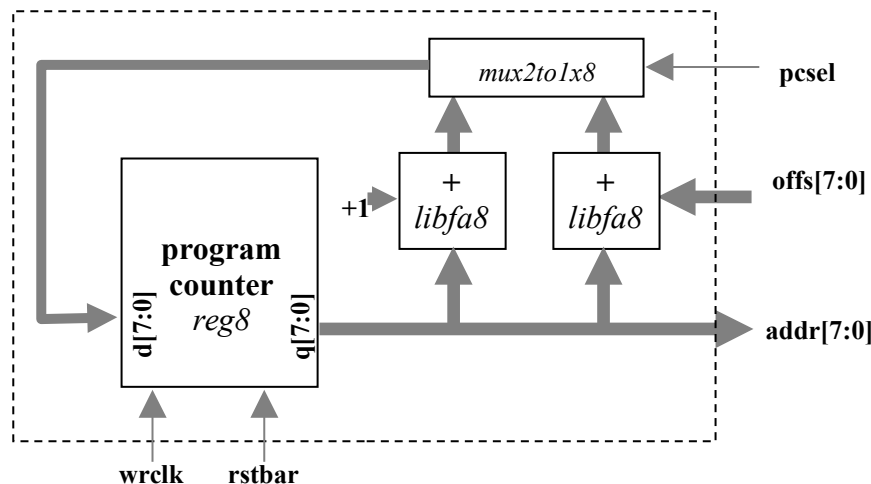 mux2to1x8
pcsel
+
libfa8
+
libfa8
+1
offs[7:0]
program
counter
reg8
d[7:0]
q[7:0]
addr[7:0]
wrclk
rstbar